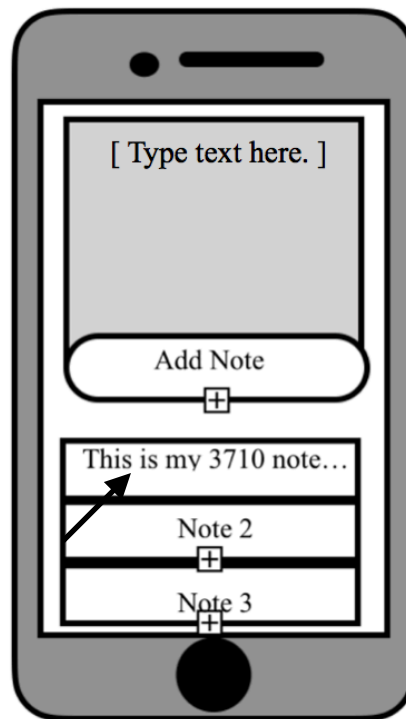 [ Type text here. ]
Add Note
This is my 3710 note…
Note 2
Note 3